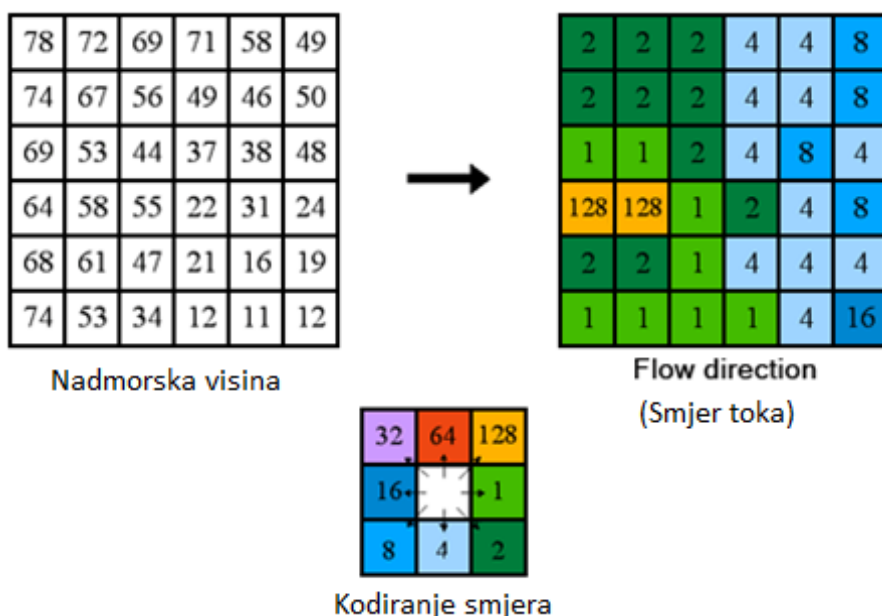 78 72 69 71 58 49
74 67 56 49 46 50
69 53 44 37 38 48
64 58 55 22 31 24
68 61 47 21 16 19
74 53 34 12 11 12
Nadmorska visina
2 2 2 4 4 8
2 2 2 4 4 8
1 1 2 4 8 4
128 128 1 2 4 8
2 2 1 4 4 4
1 1 1 1 4 16
Flow direction
(Smjer toka)
32 64 128
16 1
8 4 2
Kodiranje smjera